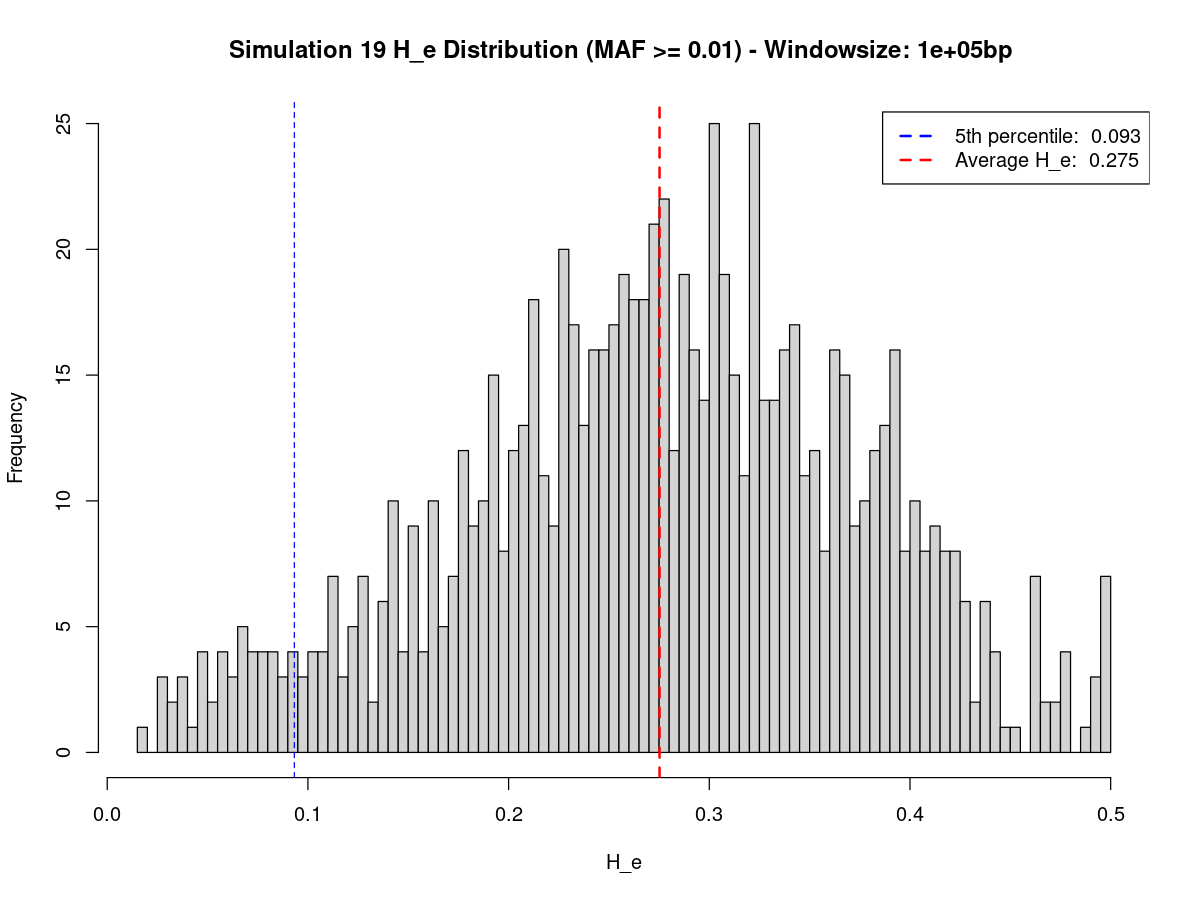 Simulation 19 H_e Distribution (MAF >= 0.01) - Windowsize: 1e+05bp
5th percentile: 0.093
Average H_e: 0.275
Frequency
25
20
15
10
5
0
0.0 0.1 0.2 0.3 0.4 0.5
H_e